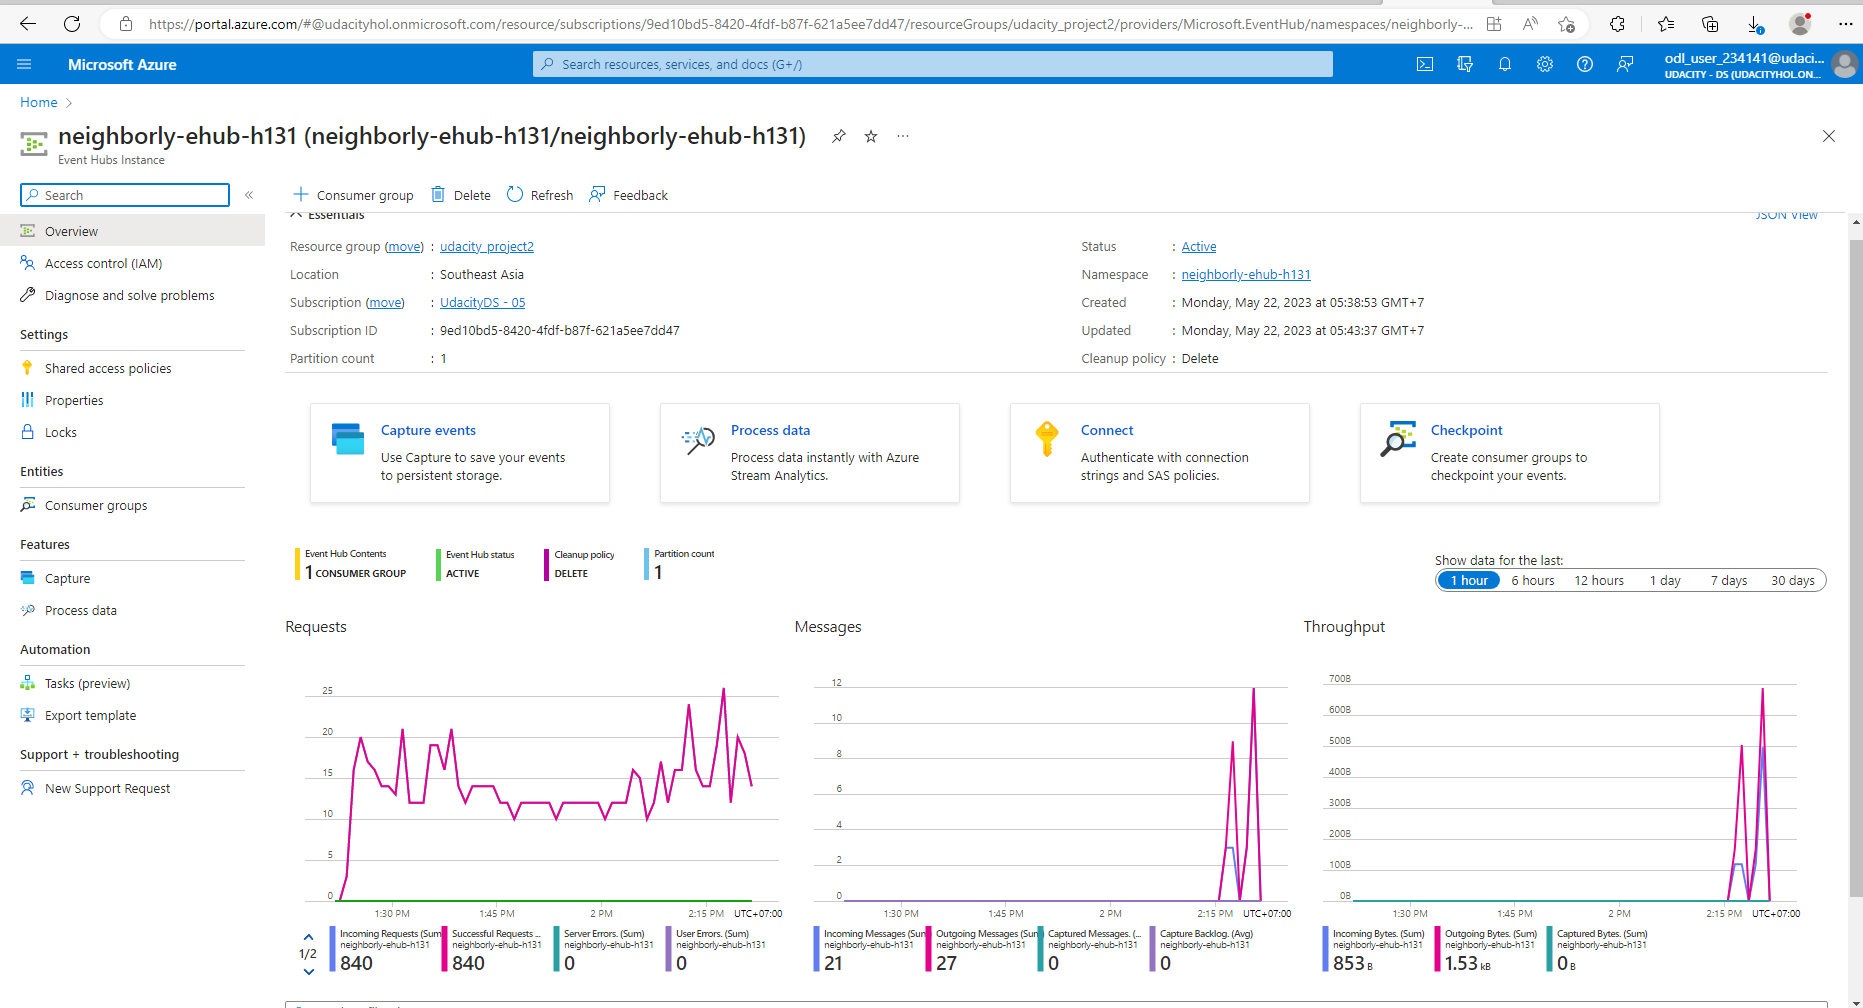 https://portal.azure.com/#@udacityhol.onmicrosoft.com/resource/subscriptions/9ed10bd5-8420-4fdf-b87f-621a5ee7dd47/resourceGroups/udacity_project2/providers/Microsoft.EventHub/namespaces/neighborly-...
Microsoft Azure
Search resources, services, and docs (G+/)
odl_user_234141@udaci...
UDACITY - DS (UDACITYHOL.ON...
Home
neighborly-ehub-h131 (neighborly-ehub-h131/neighborly-ehub-h131)
Event Hubs Instance
Search
Consumer group
Delete
Refresh
Feedback
Essentials
JSON View
Overview
Access control (IAM)
Diagnose and solve problems
Settings
Shared access policies
Properties
Locks
Entities
Consumer groups
Features
Capture
Process data
Automation
Tasks (preview)
Export template
Support + troubleshooting
New Support Request
Resource group (move) : udacity_project2
Location : Southeast Asia
Subscription (move) : UdacityDS - 05
Subscription ID : 9ed10bd5-8420-4fdf-b87f-621a5ee7dd47
Partition count : 1
Status : Active
Namespace : neighborly-ehub-h131
Created : Monday, May 22, 2023 at 05:38:53 GMT+7
Updated : Monday, May 22, 2023 at 05:43:37 GMT+7
Cleanup policy : Delete
Capture events
Use Capture to save your events
to persistent storage.
Process data
Process data instantly with Azure
Stream Analytics.
Connect
Authenticate with connection
strings and SAS policies.
Checkpoint
Create consumer groups to
checkpoint your events.
Event Hub Contents
1 CONSUMER GROUP
Event Hub status
ACTIVE
Cleanup policy
DELETE
Partition count
1
Show data for the last:
1 hour 6 hours 12 hours 1 day 7 days 30 days
Requests
25
20
15
10
5
0
1:30 PM 1:45 PM 2 PM 2:15 PM UTC+07:00
1/2
Incoming Requests (Sum
neighborly-ehub-h131
840
Successful Requests ...
neighborly-ehub-h131
840
Server Errors. (Sum)
neighborly-ehub-h131
0
User Errors. (Sum)
neighborly-ehub-h131
0
Messages
12
10
8
6
4
2
0
1:30 PM 1:45 PM 2 PM 2:15 PM UTC+07:00
Incoming Messages (Sun
neighborly-ehub-h131
21
Outgoing Messages (Sun
neighborly-ehub-h131
27
Captured Messages. (...
neighborly-ehub-h131
0
Capture Backlog. (Avg)
neighborly-ehub-h131
0
Throughput
700B
600B
500B
400B
300B
200B
100B
0B
1:30 PM 1:45 PM 2 PM 2:15 PM UTC+07:00
Incoming Bytes. (Sum)
neighborly-ehub-h131
853 B
Outgoing Bytes. (Sum)
neighborly-ehub-h131
1.53 kB
Captured Bytes. (Sum)
neighborly-ehub-h131
0 B